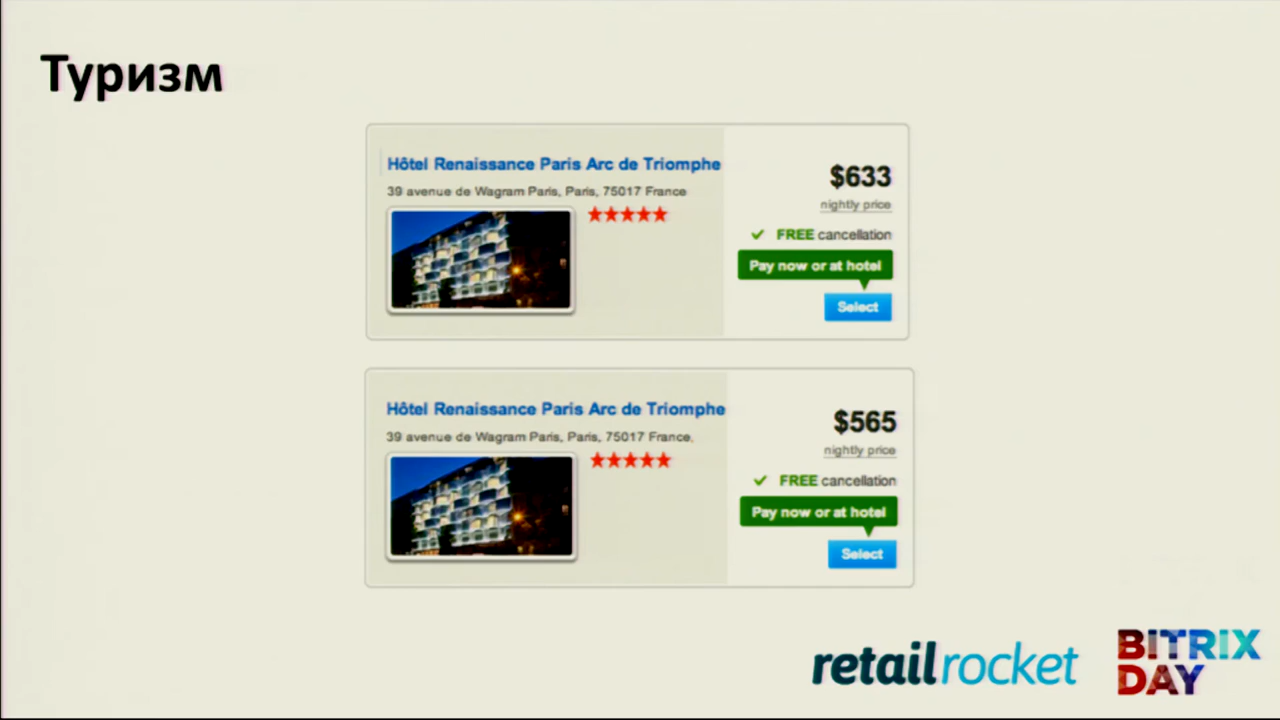 Туризм
Hôtel Renaissance Paris Arc de Triomphe
39 avenue de Wagram Paris, Paris, 75017 France
$633
nightly price
FREE cancellation
Pay now or at hotel
Select
Hôtel Renaissance Paris Arc de Triomphe
39 avenue de Wagram Paris, Paris, 75017 France,
$565
nightly price
FREE cancellation
Pay now or at hotel
Select
retailrocket
BITRIX
DAY